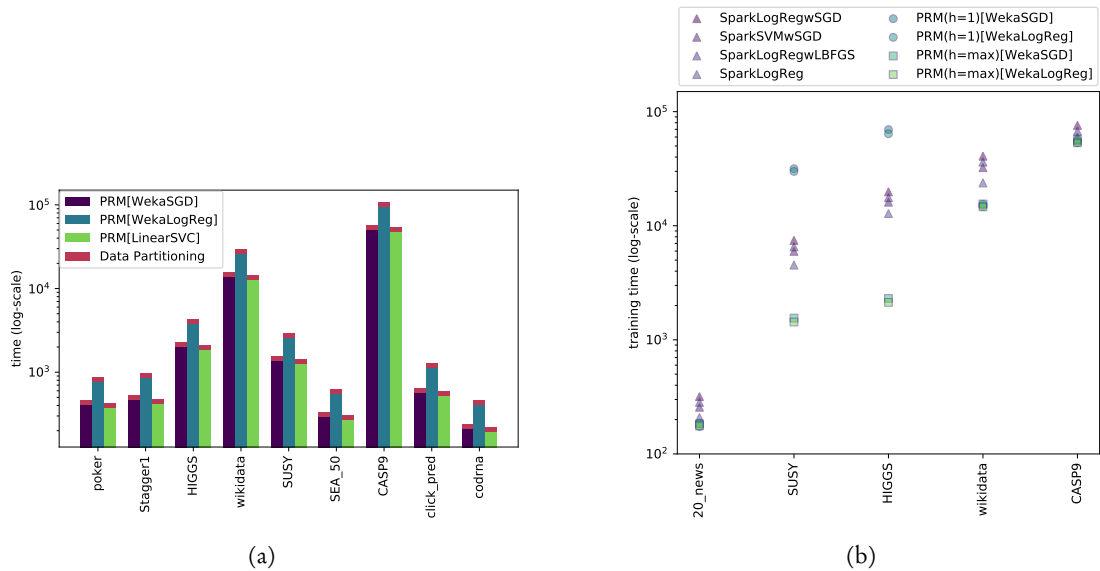 PRM[WekaSGD]
PRM[WekaLogReg]
PRM[LinearSVC]
Data Partitioning
time (log-scale)
10^5
10^4
10^3
poker
Stagger1
HIGGS
wikidata
SUSY
SEA_50
CASP9
click_pred
codrna
(a)
SparkLogRegwSGD
SparkSVMwSGD
SparkLogRegwLBFGS
SparkLogReg
PRM(h=1)[WekaSGD]
PRM(h=1)[WekaLogReg]
PRM(h=max)[WekaSGD]
PRM(h=max)[WekaLogReg]
training time (log-scale)
10^5
10^4
10^3
10^2
20_news
SUSY
HIGGS
wikidata
CASP9
(b)